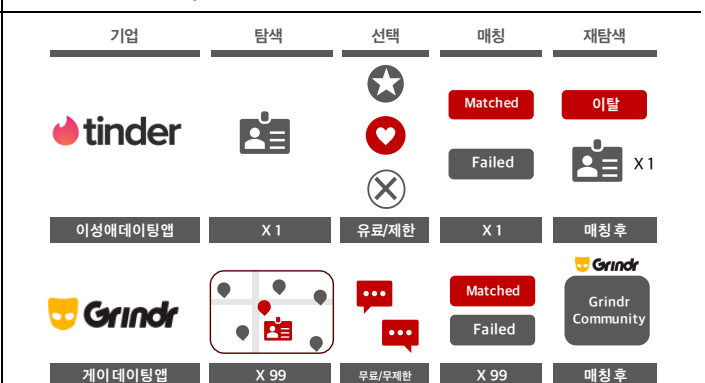 기업 탐색 선택 매칭 재탐색
tinder
Matched 이탈
Failed X 1
이성애데이팅앱 X 1 유료/제한 X 1 매칭 후
Grindr
Grindr
Matched
Failed
Grindr
Community
게이데이팅앱 X 99 무료/무제한 X 99 매칭 후